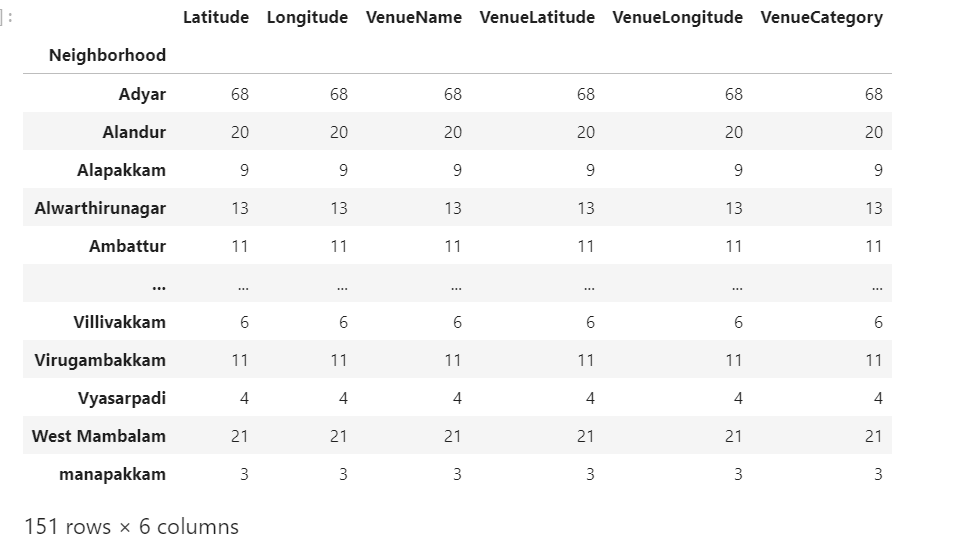 ]:
Latitude Longitude VenueName VenueLatitude VenueLongitude VenueCategory
Neighborhood
Adyar 68 68 68 68 68 68
Alandur 20 20 20 20 20 20
Alapakkam 9 9 9 9 9 9
Alwarthirunagar 13 13 13 13 13 13
Ambattur 11 11 11 11 11 11
... ... ... ... ... ... ...
Villivakkam 6 6 6 6 6 6
Virugambakkam 11 11 11 11 11 11
Vyasarpadi 4 4 4 4 4 4
West Mambalam 21 21 21 21 21 21
manapakkam 3 3 3 3 3 3
151 rows × 6 columns